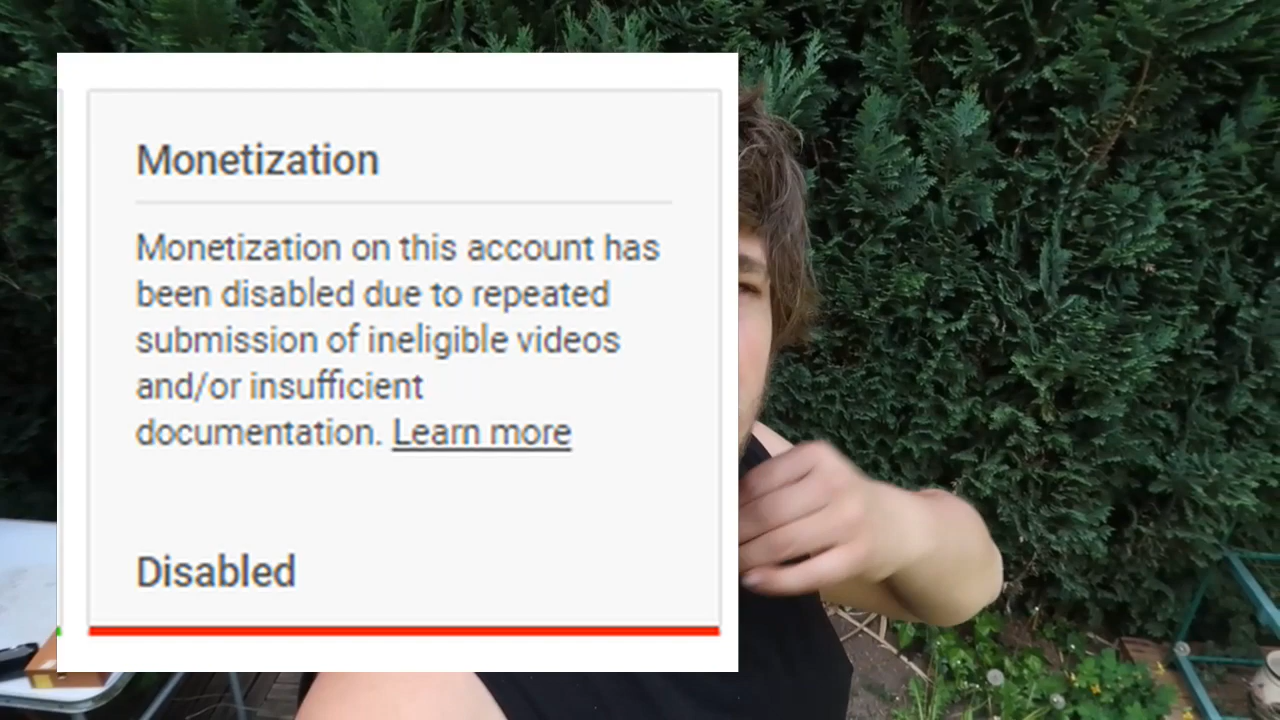 Monetization
Monetization on this account has
been disabled due to repeated
submission of ineligible videos
and/or insufficient
documentation. Learn more
Disabled